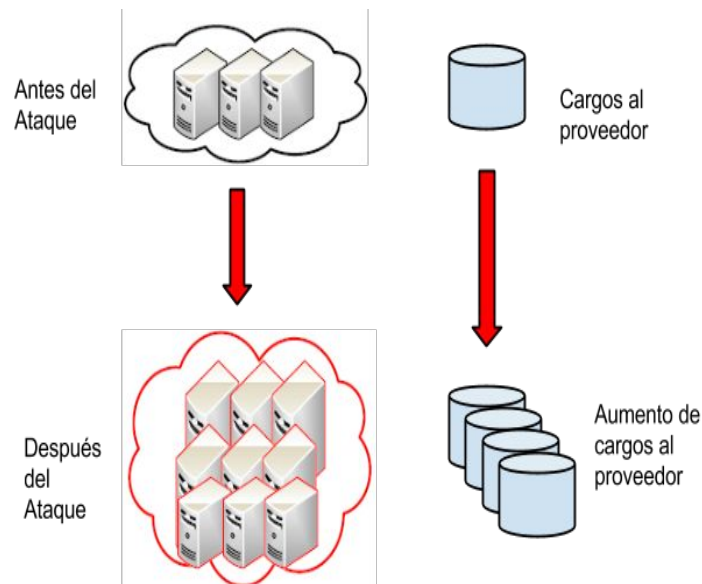 Antes del
Ataque
Cargos al
proveedor
Después
del
Ataque
Aumento de
cargos al
proveedor